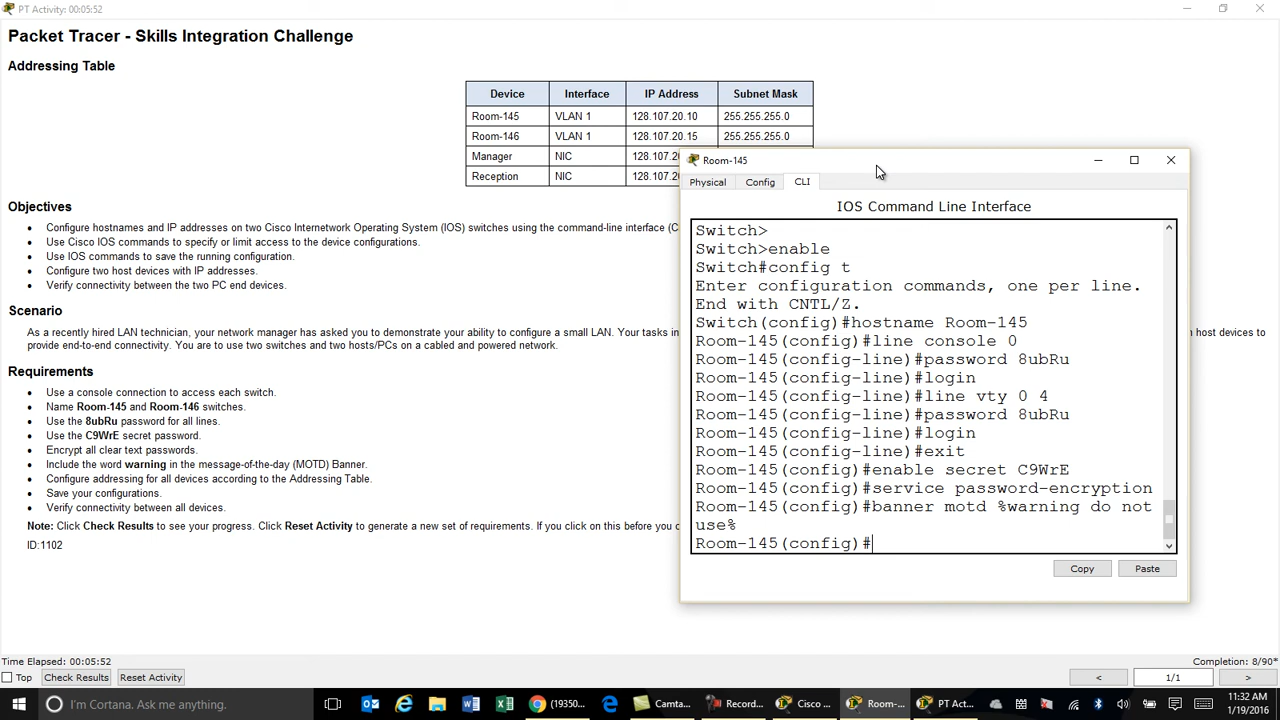 PT Activity: 00:05:52
Packet Tracer - Skills Integration Challenge
Addressing Table
Device Interface IP Address Subnet Mask
Room-145 VLAN 1 128.107.20.10 255.255.255.0
Room-146 VLAN 1 128.107.20.15 255.255.255.0
Manager NIC
Reception NIC
Objectives
Configure hostnames and IP addresses on two Cisco Internetwork Operating System (IOS) switches using the command-line interface (C
Use Cisco IOS commands to specify or limit access to the device configurations.
Use IOS commands to save the running configuration.
Configure two host devices with IP addresses.
Verify connectivity between the two PC end devices.
Scenario
As a recently hired LAN technician, your network manager has asked you to demonstrate your ability to configure a small LAN. Your tasks in host devices to
provide end-to-end connectivity. You are to use two switches and two hosts/PCs on a cabled and powered network.
Requirements
Use a console connection to access each switch.
Name Room-145 and Room-146 switches.
Use the 8ubRu password for all lines.
Use the C9WrE secret password.
Encrypt all clear text passwords.
Include the word warning in the message-of-the-day (MOTD) Banner.
Configure addressing for all devices according to the Addressing Table.
Save your configurations.
Verify connectivity between all devices.
Note: Click Check Results to see your progress. Click Reset Activity to generate a new set of requirements. If you click on this before you c
ID:1102
Room-145
Physical Config CLI
IOS Command Line Interface
Switch>
Switch>enable
Switch#config t
Enter configuration commands, one per line.
End with CNTL/Z.
Switch(config)#hostname Room-145
Room-145(config)#line console 0
Room-145(config-line)#password 8ubRu
Room-145(config-line)#login
Room-145(config-line)#line vty 0 4
Room-145(config-line)#password 8ubRu
Room-145(config-line)#login
Room-145(config-line)#exit
Room-145(config)#enable secret C9WrE
Room-145(config)#service password-encryption
Room-145(config)#banner motd %warning do not
use%
Room-145(config)#
Copy Paste
Time Elapsed: 00:05:52 Completion: 8/90*
Top Check Results Reset Activity < 1/1 >
I'm Cortana. Ask me anything. (19350... Camta... Record... Cisco ... Room-... PT Act... 11:32 AM
1/19/2016